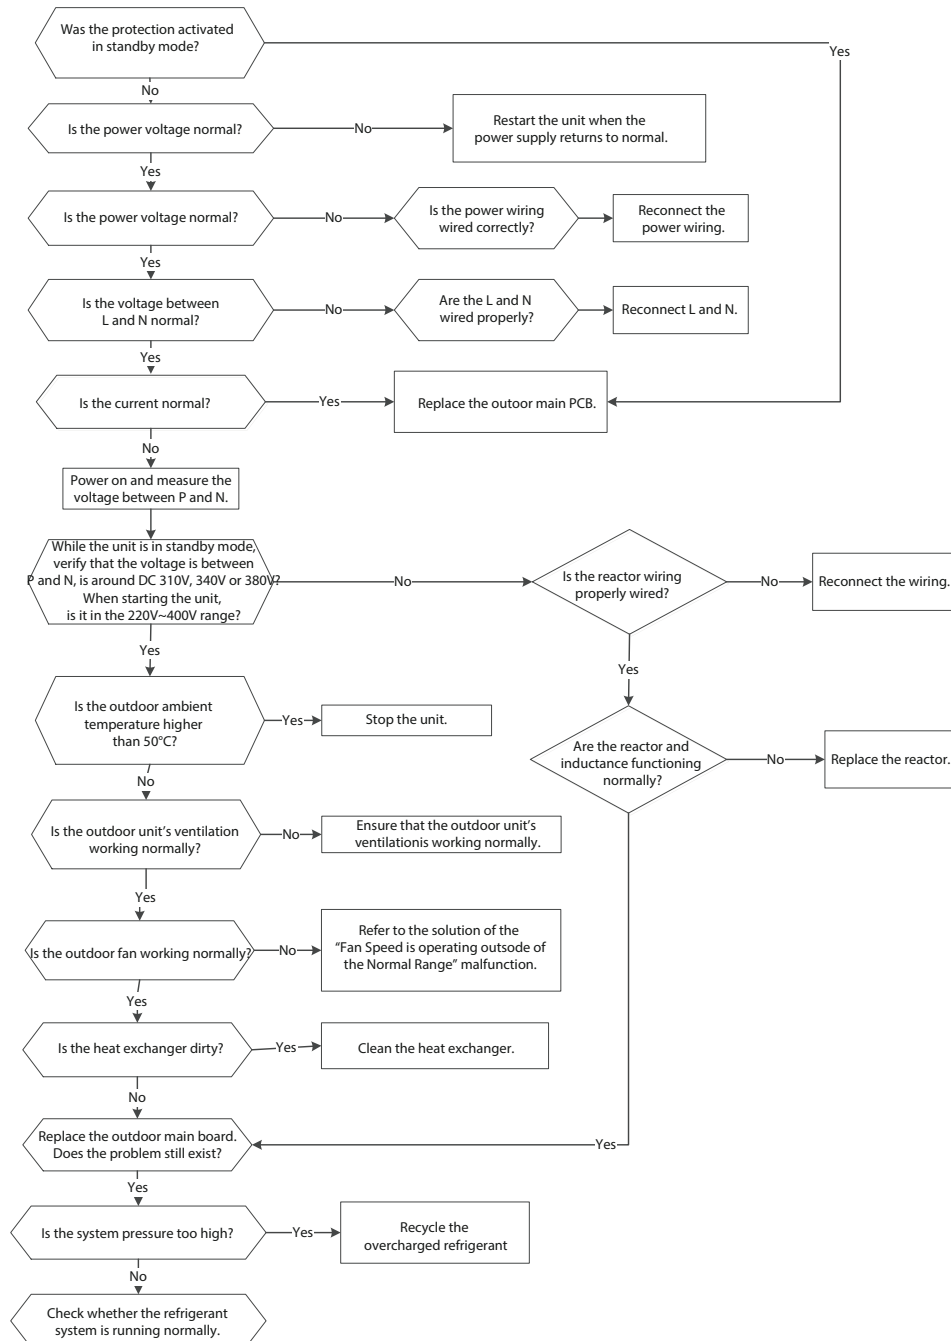 Was the protection activated
in standby mode?
Yes
No
Is the power voltage normal?
No
Restart the unit when the
power supply returns to normal.
Yes
Is the power voltage normal?
No
Is the power wiring
wired correctly?
Reconnect the
power wiring.
Yes
Is the voltage between
L and N normal?
No
Are the L and N
wired properly?
Reconnect L and N.
Yes
Is the current normal?
Yes
Replace the outoor main PCB.
No
Power on and measure the
voltage between P and N.
While the unit is in standby mode,
verify that the voltage is between
P and N, is around DC 310V, 340V or 380V?
When starting the unit,
is it in the 220V~400V range?
No
Is the reactor wiring
properly wired?
No
Reconnect the wiring.
Yes
Yes
Is the outdoor ambient
temperature higher
than 50°C?
Yes
Stop the unit.
Are the reactor and
inductance functioning
normally?
No
Replace the reactor.
No
Is the outdoor unit's ventilation
working normally?
No
Ensure that the outdoor unit's
ventilationis working normally.
Yes
Is the outdoor fan working normally?
No
Refer to the solution of the
“Fan Speed is operating outsode of
the Normal Range” malfunction.
Yes
Is the heat exchanger dirty?
Yes
Clean the heat exchanger.
No
Replace the outdoor main board.
Does the problem still exist?
Yes
Yes
Is the system pressure too high?
Yes
Recycle the
overcharged refrigerant
No
Check whether the refrigerant
system is running normally.